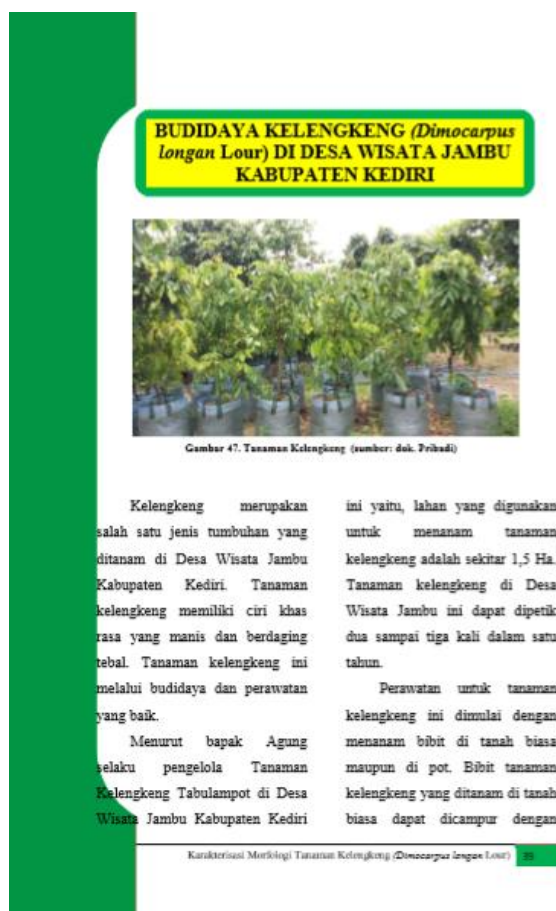 BUDIDAYA KELENGKENG (Dimocarpus
longan Lour) DI DESA WISATA JAMBU
KABUPATEN KEDIRI
Gambar 47. Tanaman Kelengkeng (sumber: dok. Pribadi)
Kelengkeng merupakan
salah satu jenis tumbuhan yang
ditanam di Desa Wisata Jambu
Kabupaten Kediri. Tanaman
kelengkeng memiliki ciri khas
rasa yang manis dan berdaging
tebal. Tanaman kelengkeng ini
melalui budidaya dan perawatan
yang baik.
Menurut bapak Agung
selaku pengelola Tanaman
Kelengkeng Tabulampot di Desa
Wisata Jambu Kabupaten Kediri
ini yaitu, lahan yang digunakan
untuk menanam tanaman
kelengkeng adalah sekitar 1,5 Ha.
Tanaman kelengkeng di Desa
Wisata Jambu ini dapat dipetik
dua sampai tiga kali dalam satu
tahun.
Perawatan untuk tanaman
kelengkeng ini dimulai dengan
menanam bibit di tanah biasa
maupun di pot. Bibit tanaman
kelengkeng yang ditanam di tanah
biasa dapat dicampur dengan
Karakterisasi Morfologi Tanaman Kelengkeng (Dimocarpus longan Lour)